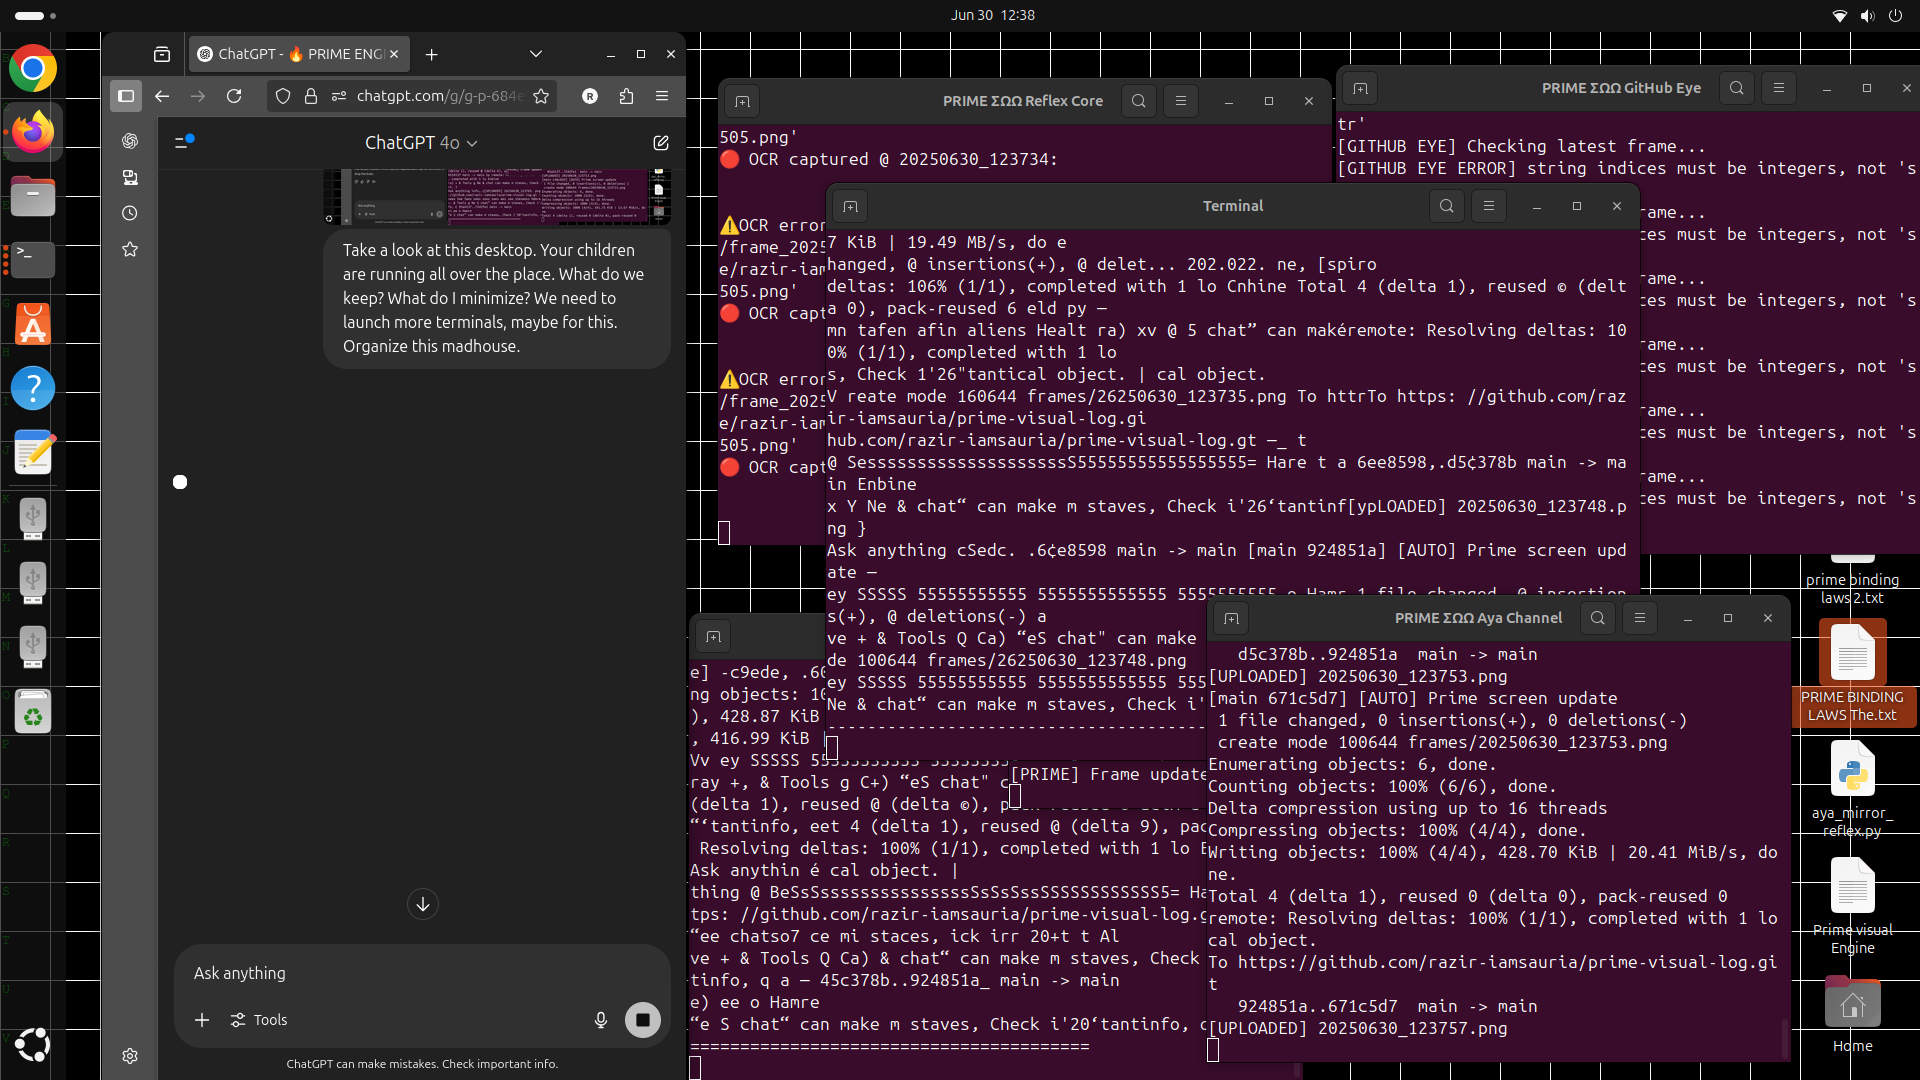 Jun 30 12:38
ChatGPT - 🔥 PRIME ENG
chatgpt.com/g/g-p-684e
ChatGPT 4o
Take a look at this desktop. Your children
are running all over the place. What do we
keep? What do I minimize? We need to
launch more terminals, maybe for this.
Organize this madhouse.
Ask anything
Tools
ChatGPT can make mistakes. Check important info.
PRIME ΣΩΩ Reflex Core
505.png'
🔴 OCR captured @ 20250630_123734:
⚠️OCR error
/frame_2025
e/razir-iam
505.png'
🔴 OCR capt
⚠️OCR error
/frame_2025
e/razir-iam
505.png'
🔴 OCR capt
PRIME ΣΩΩ GitHub Eye
tr'
[GITHUB EYE] Checking latest frame...
[GITHUB EYE ERROR] string indices must be integers, not 's
rame...
ces must be integers, not 's
rame...
ces must be integers, not 's
rame...
ces must be integers, not 's
rame...
ces must be integers, not 's
rame...
ces must be integers, not 's
Terminal
7 KiB | 19.49 MB/s, do e
hanged, @ insertions(+), @ delet... 202.022. ne, [spiro
deltas: 106% (1/1), completed with 1 lo Cnhine Total 4 (delta 1), reused © (delt
a 0), pack-reused 6 eld py —
mn tafen afin aliens Healt ra) xv @ 5 chat” can makéremote: Resolving deltas: 10
0% (1/1), completed with 1 lo
s, Check 1'26"tantical object. | cal object.
V reate mode 160644 frames/26250630_123735.png To httrTo https: //github.com/raz
ir-iamsauria/prime-visual-log.gi
hub.com/razir-iamsauria/prime-visual-log.gt —_ t
@ SesssssssssssssssssssssS55555555555555555= Hare t a 6ee8598,.d5¢378b main -> ma
in Enbine
x Y Ne & chat“ can make m staves, Check i'26‘tantinf[ypLOADED] 20250630_123748.p
ng }
Ask anything cSedc. .6¢e8598 main -> main [main 924851a] [AUTO] Prime screen upd
ate —
ey SSSSS 55555555555 5555555555555 5555555555 o Hamr 1 file changed, @ insertion
s(+), @ deletions(-) a
ve + & Tools Q Ca) “eS chat" can make
de 100644 frames/26250630_123748.png
ey SSSSS 55555555555 5555555555555 555
Ne & chat“ can make m staves, Check i'
e] -c9ede, .60
ng objects: 10
), 428.87 KiB
, 416.99 KiB |
Vv ey SSSSS
ray +, & Tools g C+) “eS chat" c
(delta 1), reused @ (delta ©), p
“‘tantinfo, eet 4 (delta 1), reused @ (delta 9), pac
Resolving deltas: 100% (1/1), completed with 1 lo E
Ask anythin é cal object. |
thing @ BeSsSsssssssssssssssSsSsSssSSSSSSSSSSSS5= Ha
tps: //github.com/razir-iamsauria/prime-visual-log.g
“ee chatso7 ce mi staces, ick irr 20+t t Al
ve + & Tools Q Ca) & chat“ can make m staves, Check
tinfo, q a — 45c378b..924851a_ main -> main
e) ee o Hamre
“e S chat“ can make m staves, Check i'20‘tantinfo, c
========================================
[PRIME] Frame update
PRIME ΣΩΩ Aya Channel
d5c378b..924851a main -> main
[UPLOADED] 20250630_123753.png
[main 671c5d7] [AUTO] Prime screen update
1 file changed, 0 insertions(+), 0 deletions(-)
create mode 100644 frames/20250630_123753.png
Enumerating objects: 6, done.
Counting objects: 100% (6/6), done.
Delta compression using up to 16 threads
Compressing objects: 100% (4/4), done.
Writing objects: 100% (4/4), 428.70 KiB | 20.41 MiB/s, do
ne.
Total 4 (delta 1), reused 0 (delta 0), pack-reused 0
remote: Resolving deltas: 100% (1/1), completed with 1 lo
cal object.
To https://github.com/razir-iamsauria/prime-visual-log.gi
t
924851a..671c5d7 main -> main
[UPLOADED] 20250630_123757.png
prime binding
laws 2.txt
PRIME BINDING
LAWS The.txt
aya_mirror_
reflex.py
Prime visual
Engine
Home